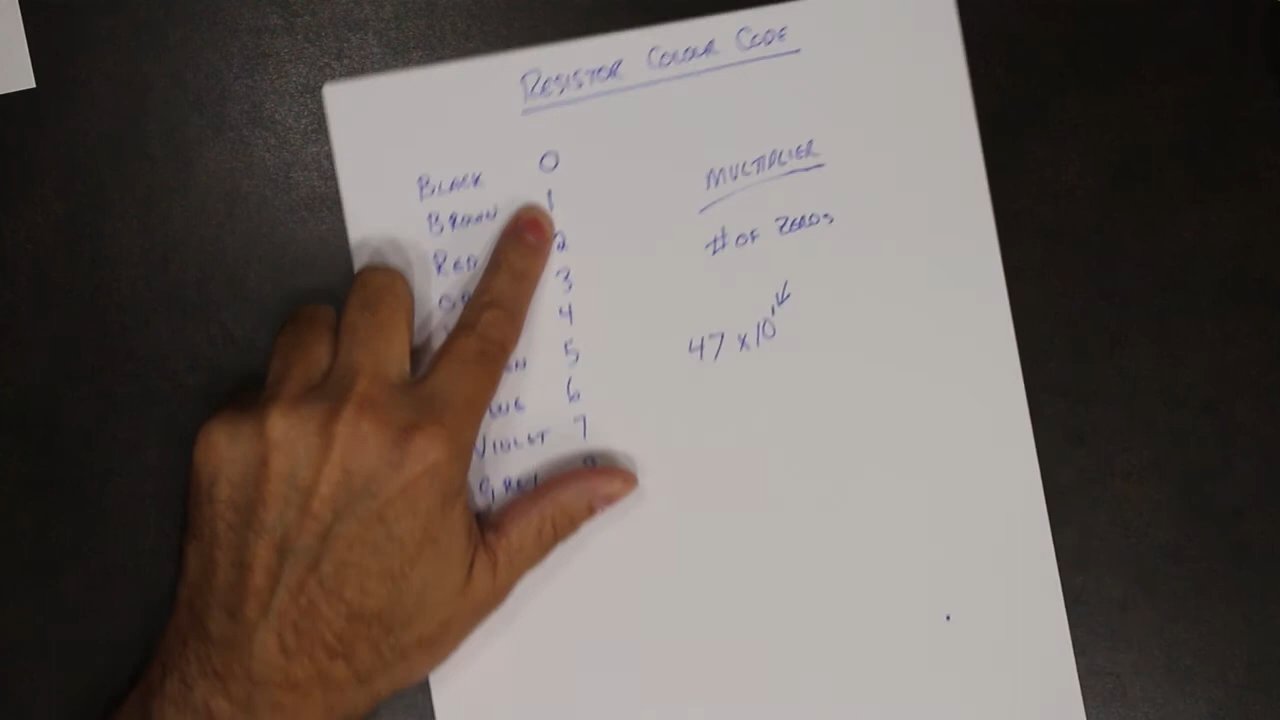 RESISTOR COLOUR CODE
BLACK 0
BROWN 1
RED 2
3
4
5
6
VIOLET 7
GREY
MULTIPLIER
# OF ZEROS
47 x 10¹